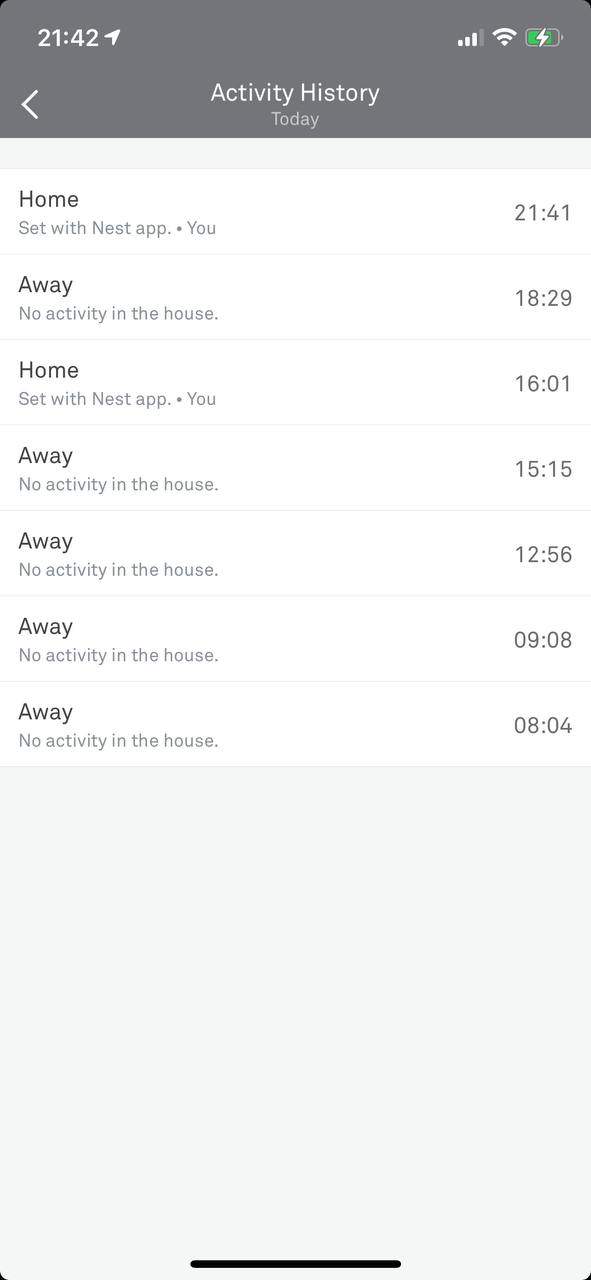 21:42
Activity History
Today
Home
Set with Nest app. • You
21:41
Away
No activity in the house.
18:29
Home
Set with Nest app. • You
16:01
Away
No activity in the house.
15:15
Away
No activity in the house.
12:56
Away
No activity in the house.
09:08
Away
No activity in the house.
08:04